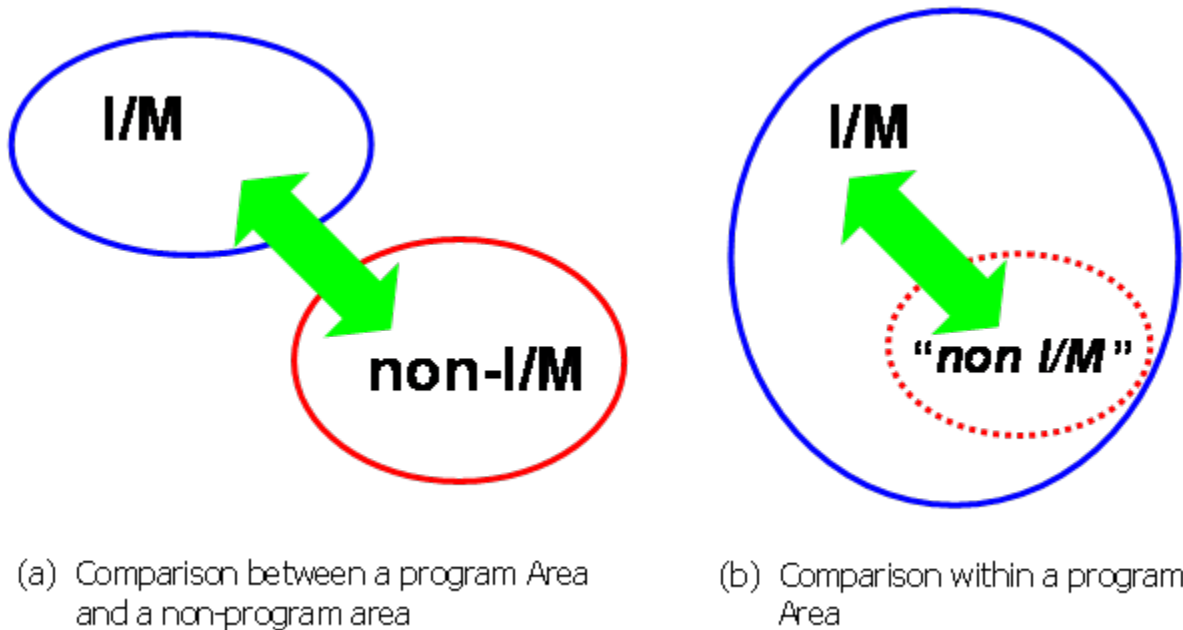 I/M
non-I/M
(a) Comparison between a program Area
and a non-program area
I/M
“non I/M”
(b) Comparison within a program
Area